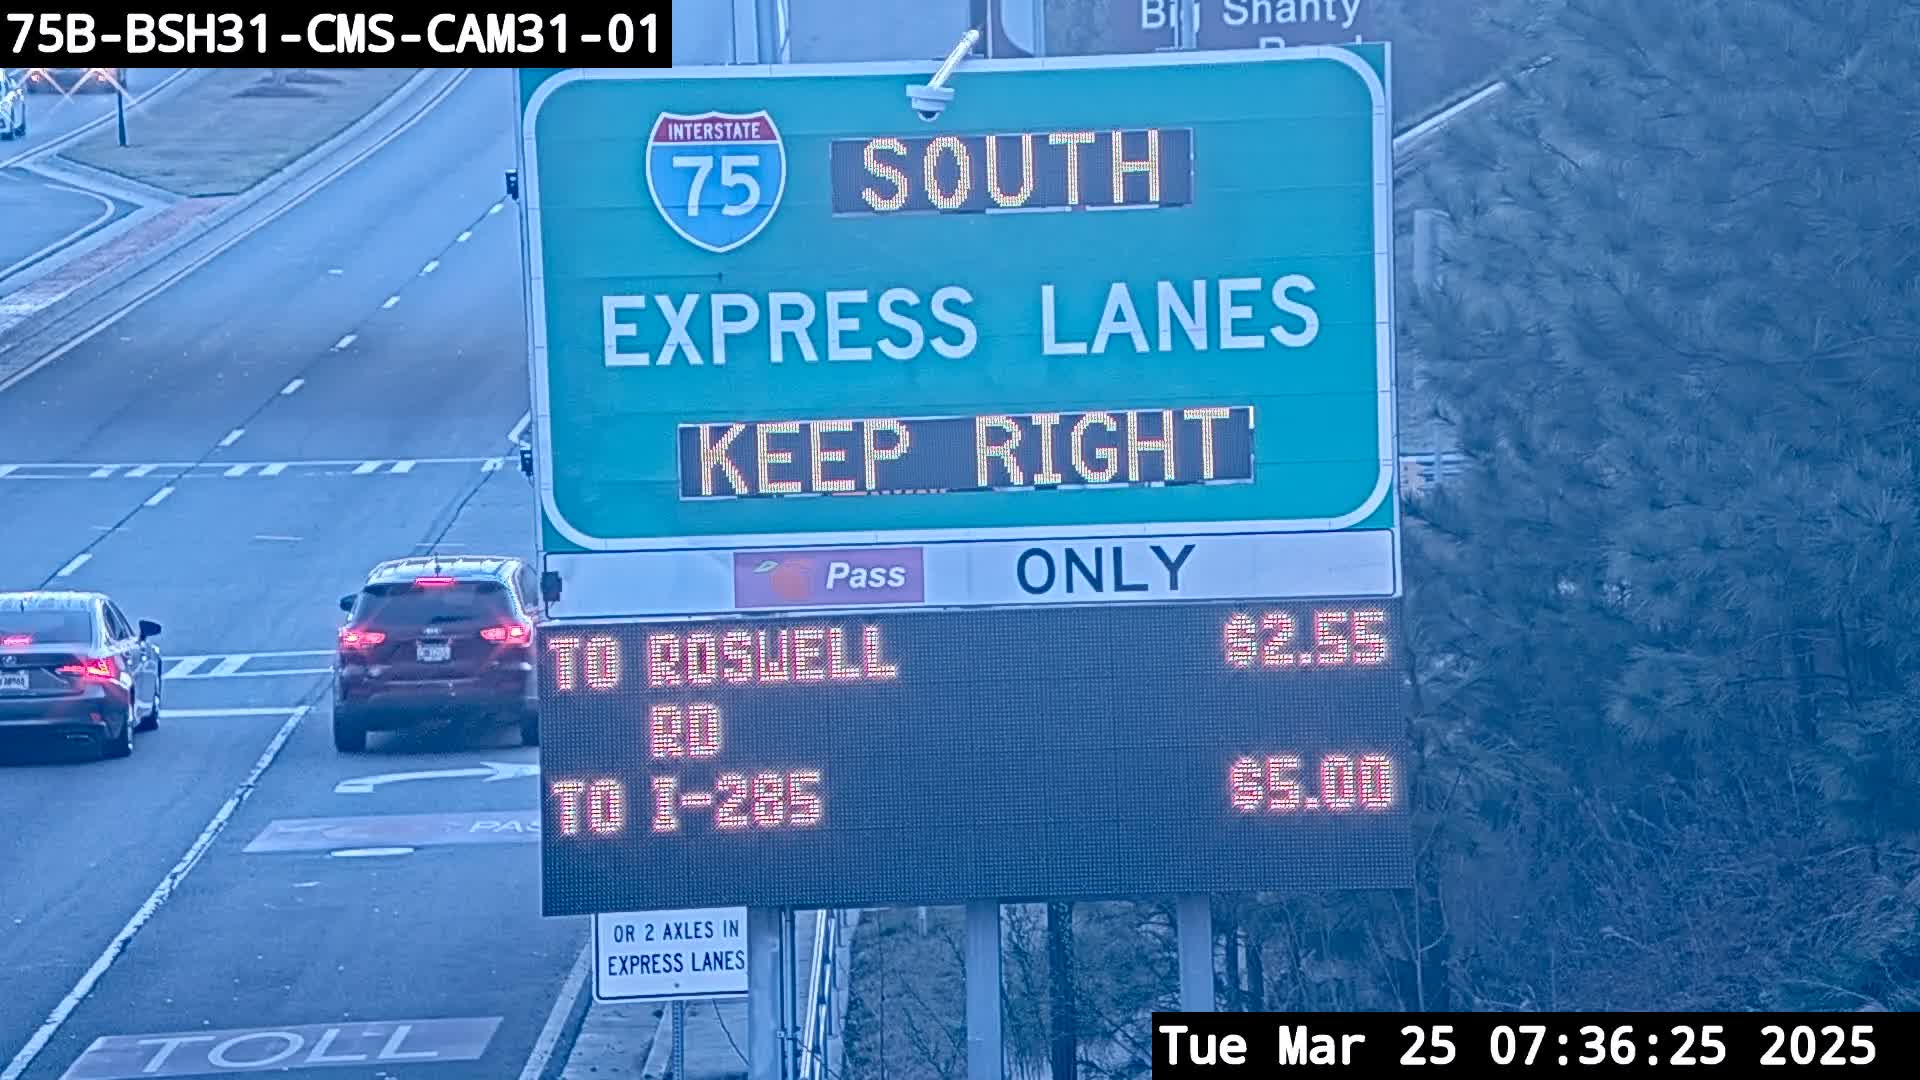 75B-BSH31-CMS-CAM31-01
Big Shanty
INTERSTATE
75
SOUTH
EXPRESS LANES
KEEP RIGHT
Pass ONLY
TO ROSWELL $2.55
RD
TO I-285 $5.00
OR 2 AXLES IN
EXPRESS LANES
TOLL
Tue Mar 25 07:36:25 2025